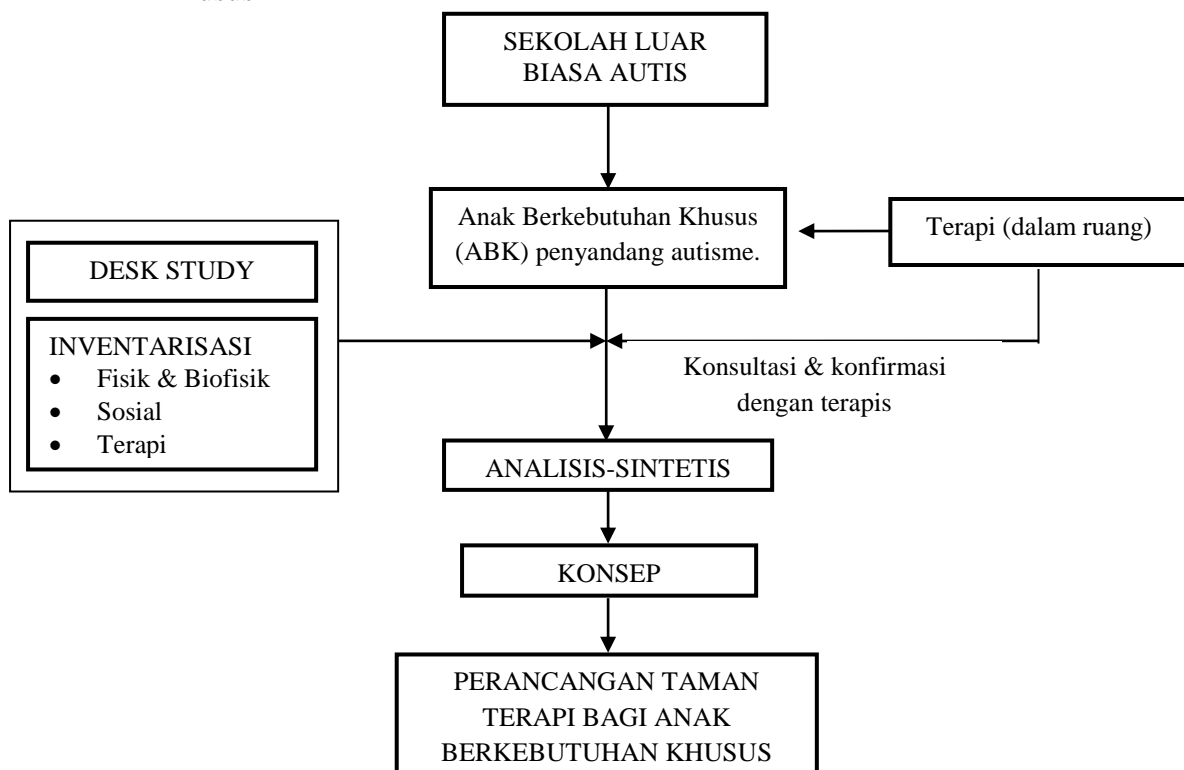 SEKOLAH LUAR
BIASA AUTIS
Anak Berkebutuhan Khusus
(ABK) penyandang autisme.
Terapi (dalam ruang)
DESK STUDY
INVENTARISASI
• Fisik & Biofisik
• Sosial
• Terapi
Konsultasi & konfirmasi
dengan terapis
ANALISIS-SINTETIS
KONSEP
PERANCANGAN TAMAN
TERAPI BAGI ANAK
BERKEBUTUHAN KHUSUS